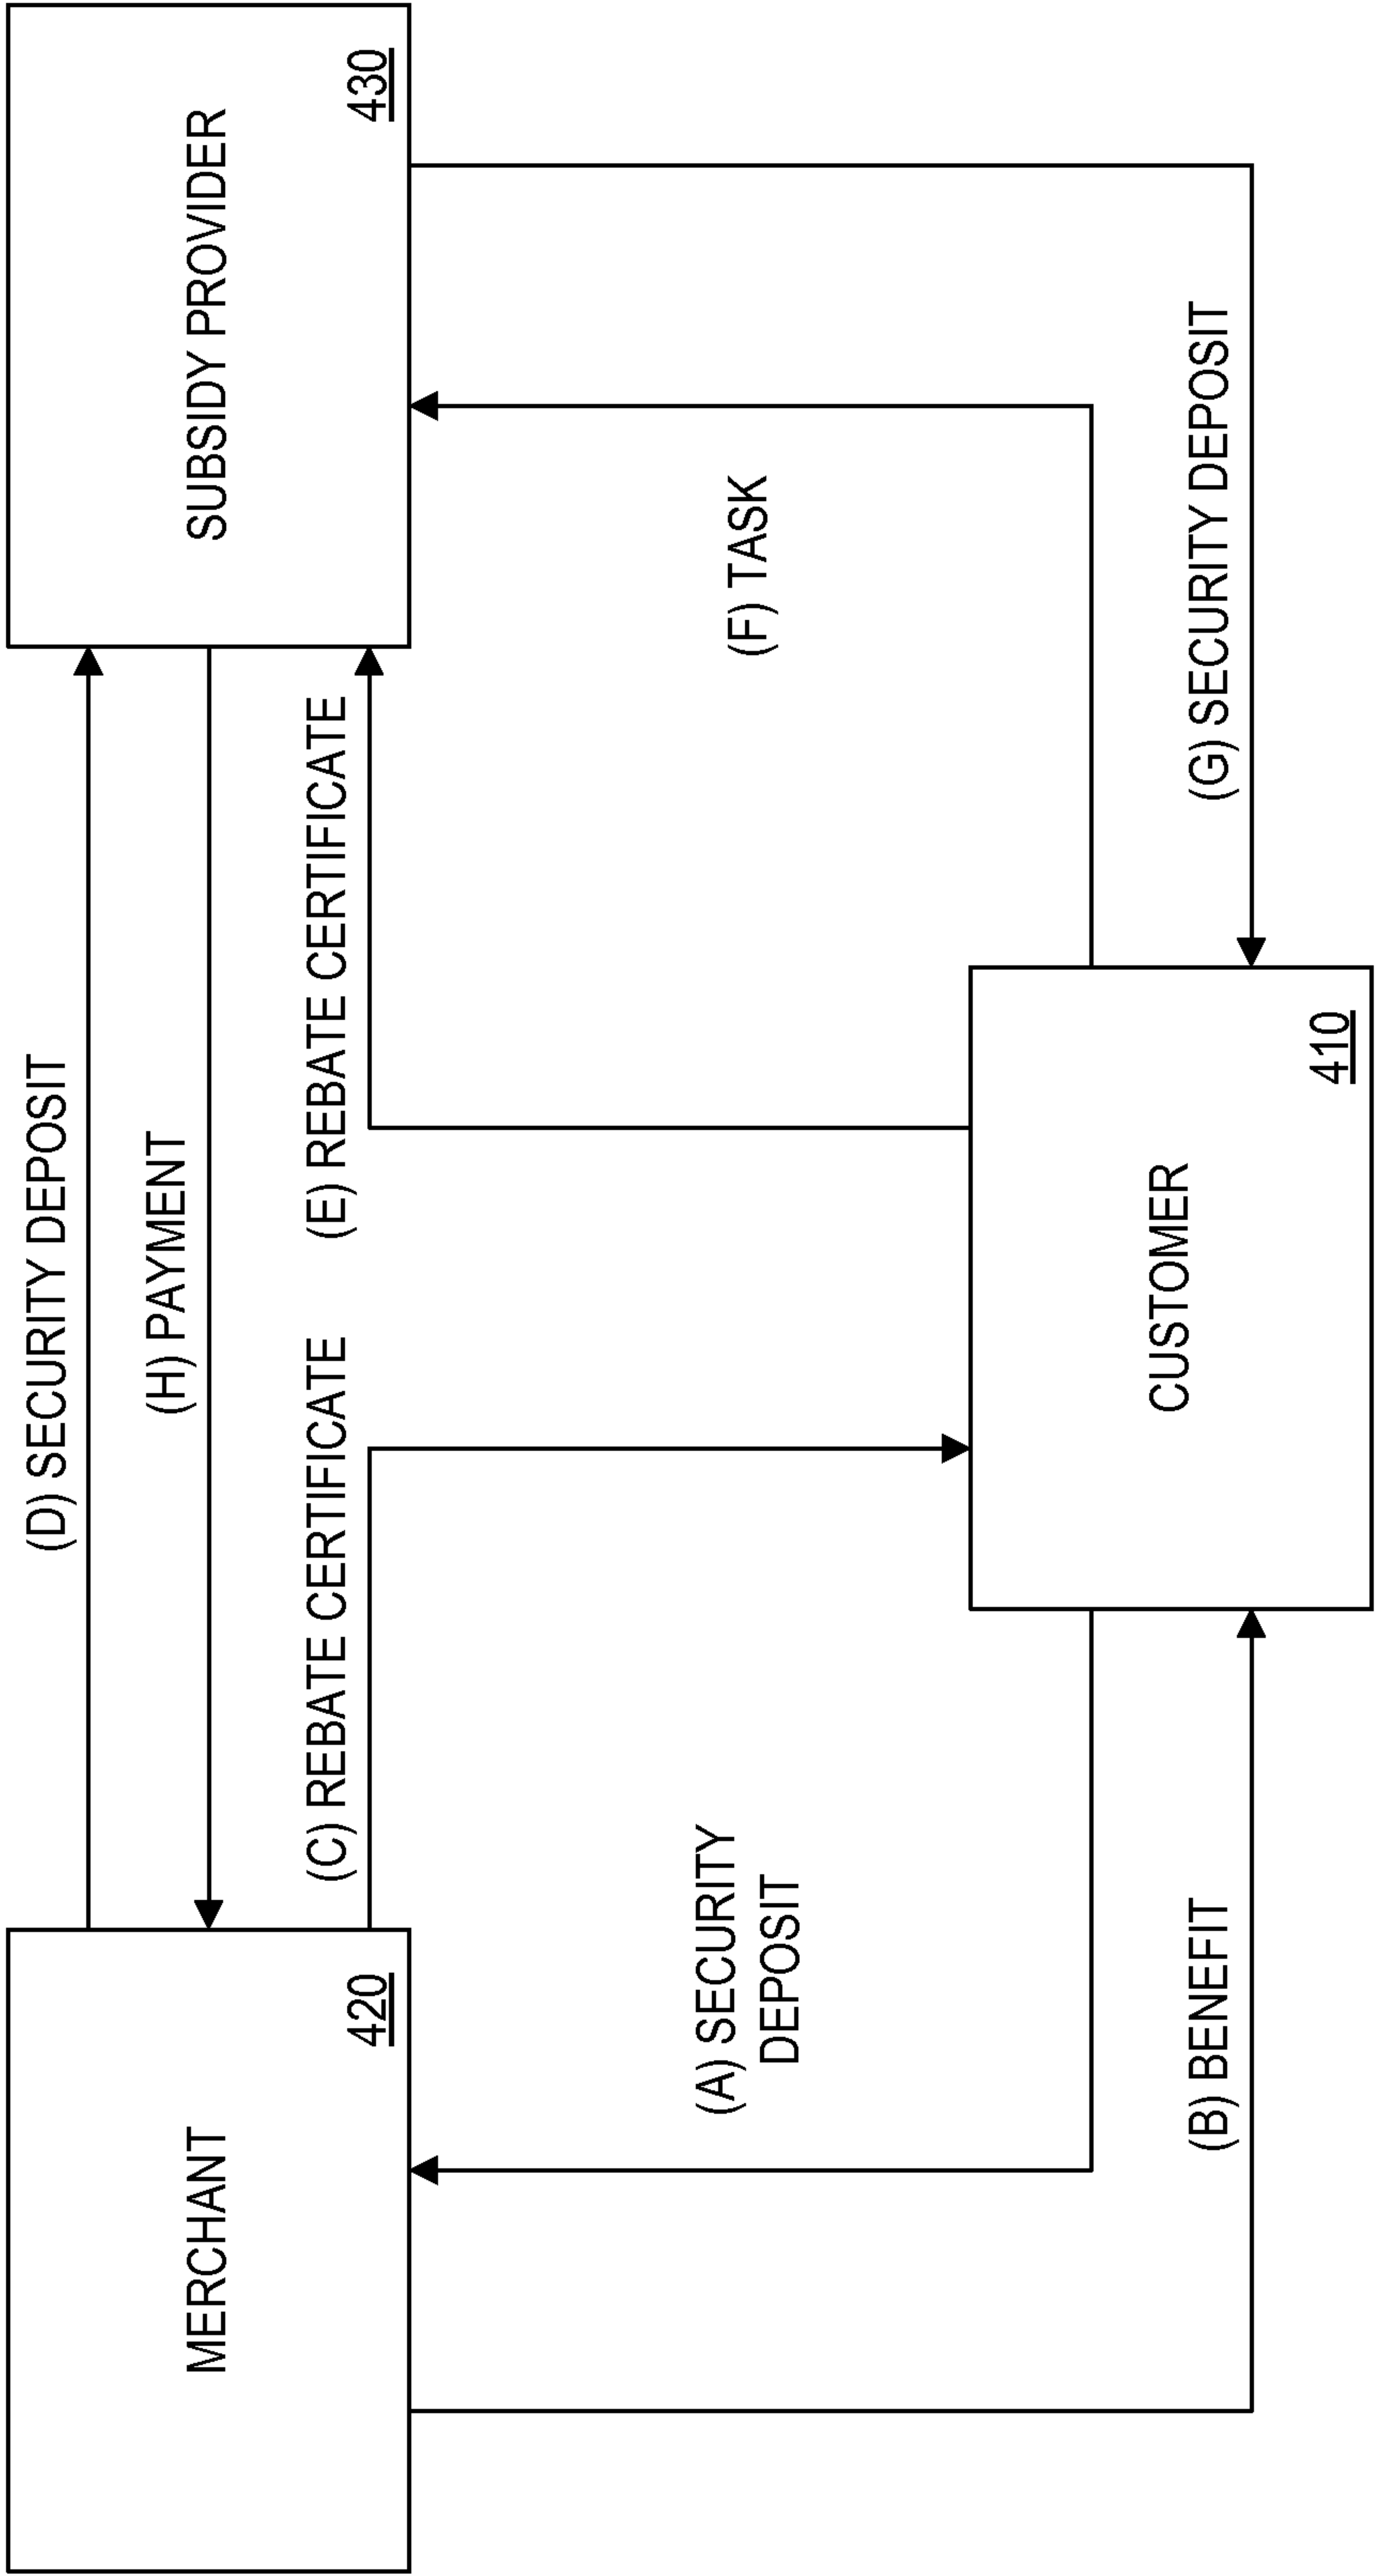 (D) SECURITY DEPOSIT
(H) PAYMENT
MERCHANT
420
SUBSIDY PROVIDER
430
(C) REBATE CERTIFICATE
(E) REBATE CERTIFICATE
(A) SECURITY
DEPOSIT
(F) TASK
CUSTOMER
410
(B) BENEFIT
(G) SECURITY DEPOSIT